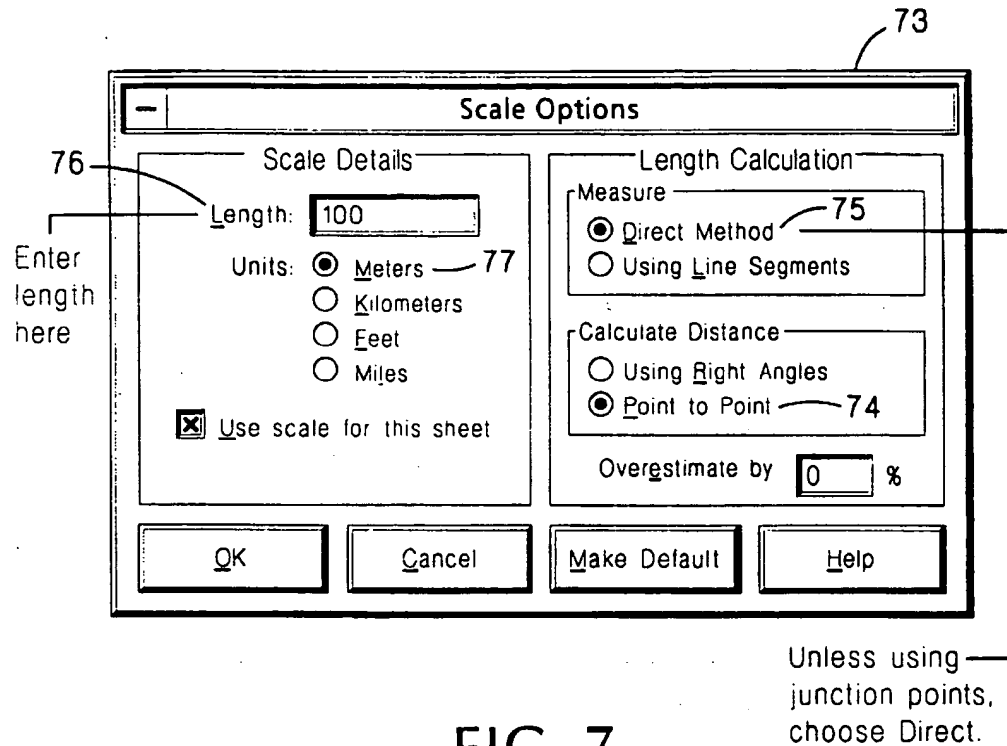 73
Scale Options
Scale Details
76
Length: 100
Enter
length
here
Units: Meters 77
Kilometers
Feet
Miles
Use scale for this sheet
Length Calculation
Measure
Direct Method 75
Using Line Segments
Calculate Distance
Using Right Angles
Point to Point 74
Overestimate by 0 %
OK Cancel Make Default Help
Unless using
junction points,
choose Direct.
FIG. 7